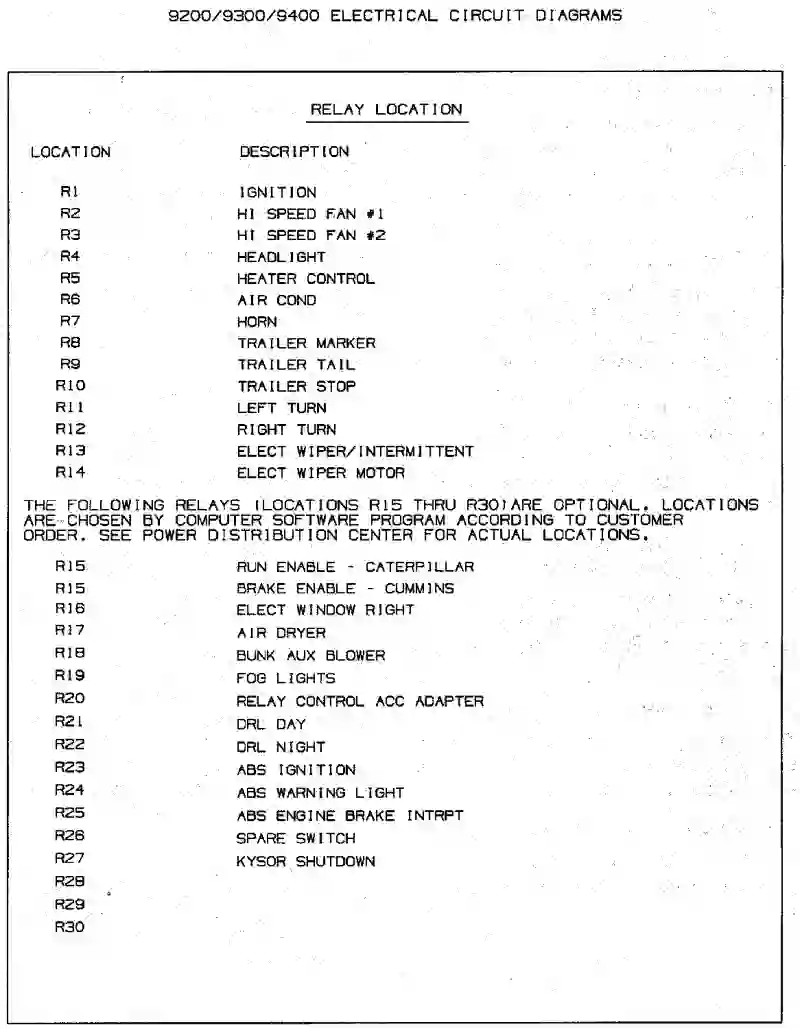 9200/9300/9400 ELECTRICAL CIRCUIT DIAGRAMS
RELAY LOCATION
LOCATION DESCRIPTION
R1 IGNITION
R2 HI SPEED FAN #1
R3 HI SPEED FAN #2
R4 HEADLIGHT
R5 HEATER CONTROL
R6 AIR COND
R7 HORN
R8 TRAILER MARKER
R9 TRAILER TAIL
R10 TRAILER STOP
R11 LEFT TURN
R12 RIGHT TURN
R13 ELECT WIPER/INTERMITTENT
R14 ELECT WIPER MOTOR
THE FOLLOWING RELAYS (LOCATIONS R15 THRU R30) ARE OPTIONAL. LOCATIONS
ARE CHOSEN BY COMPUTER SOFTWARE PROGRAM ACCORDING TO CUSTOMER
ORDER. SEE POWER DISTRIBUTION CENTER FOR ACTUAL LOCATIONS.
R15 RUN ENABLE - CATERPILLAR
R15 BRAKE ENABLE - CUMMINS
R16 ELECT WINDOW RIGHT
R17 AIR DRYER
R18 BUNK AUX BLOWER
R19 FOG LIGHTS
R20 RELAY CONTROL ACC ADAPTER
R21 DRL DAY
R22 DRL NIGHT
R23 ABS IGNITION
R24 ABS WARNING LIGHT
R25 ABS ENGINE BRAKE INTRPT
R26 SPARE SWITCH
R27 KYSOR SHUTDOWN
R28
R29
R30